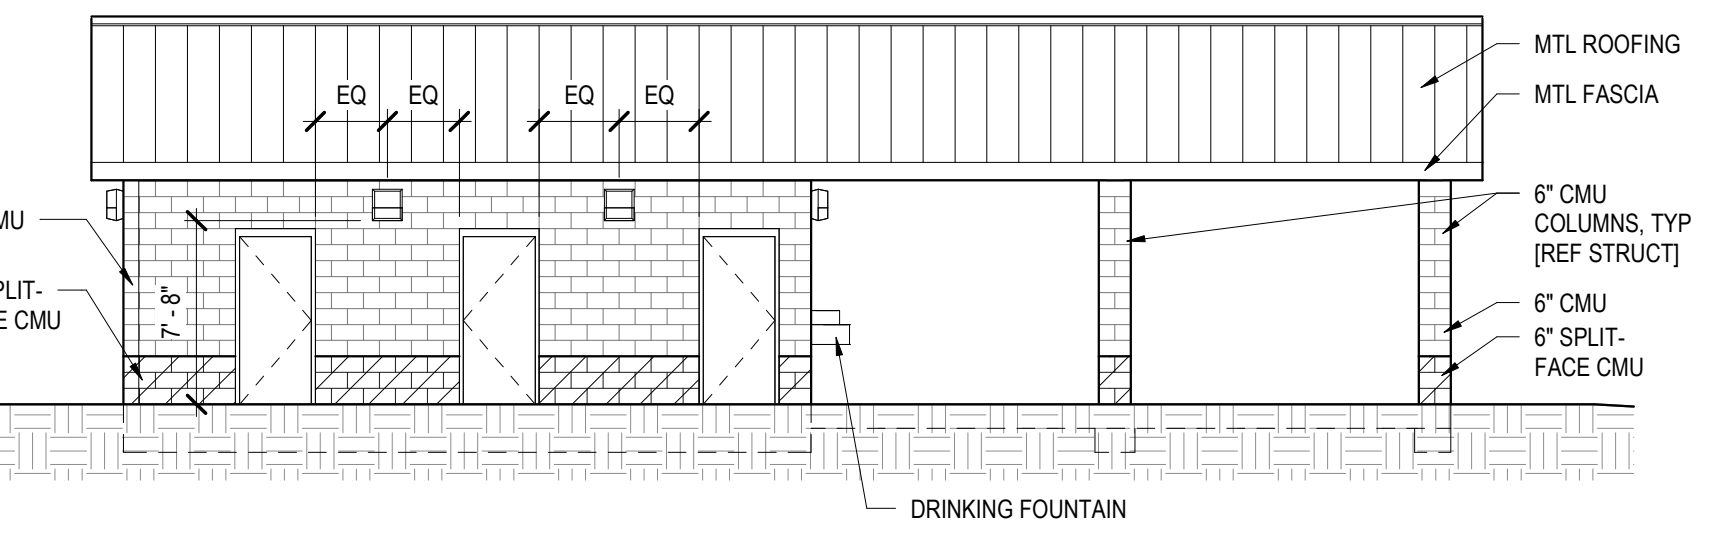 MTL ROOFING
EQ EQ EQ EQ
MTL FASCIA
6" CMU
COLUMNS, TYP
[REF STRUCT]
7' - 8"
6" CMU
6" SPLIT-
FACE CMU
CMU
DRINKING FOUNTAIN